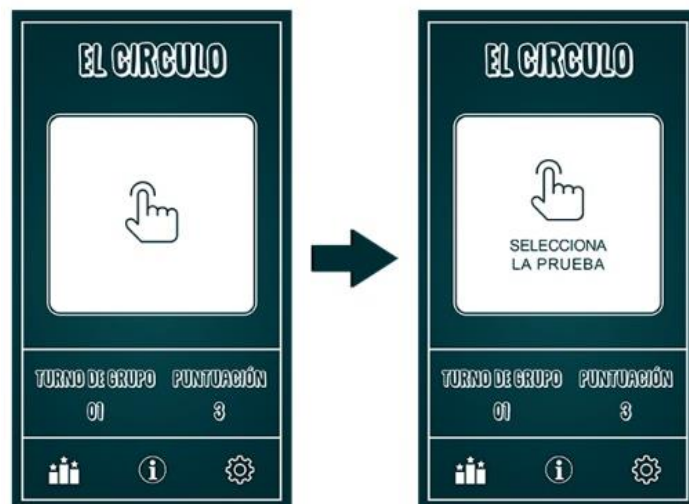 EL CIRCULO
TURNO DE GRUPO PUNTUACIÓN
01 3
EL CIRCULO
SELECCIONA
LA PRUEBA
TURNO DE GRUPO PUNTUACIÓN
01 3